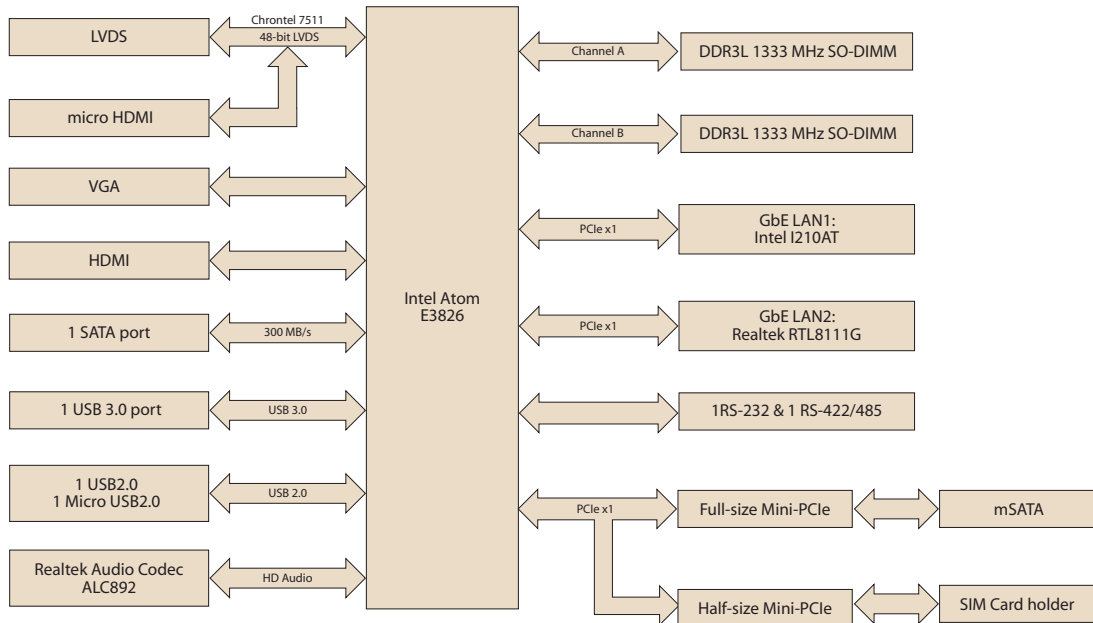 LVDS
Chrontel 7511
48-bit LVDS
micro HDMI
VGA
HDMI
1 SATA port
300 MB/s
1 USB 3.0 port
USB 3.0
1 USB2.0
1 Micro USB2.0
USB 2.0
Realtek Audio Codec
ALC892
HD Audio
Intel Atom
E3826
Channel A
DDR3L 1333 MHz SO-DIMM
Channel B
DDR3L 1333 MHz SO-DIMM
PCIe x1
GbE LAN1:
Intel I210AT
PCIe x1
GbE LAN2:
Realtek RTL8111G
1RS-232 & 1 RS-422/485
PCIe x1
Full-size Mini-PCIe
mSATA
Half-size Mini-PCIe
SIM Card holder